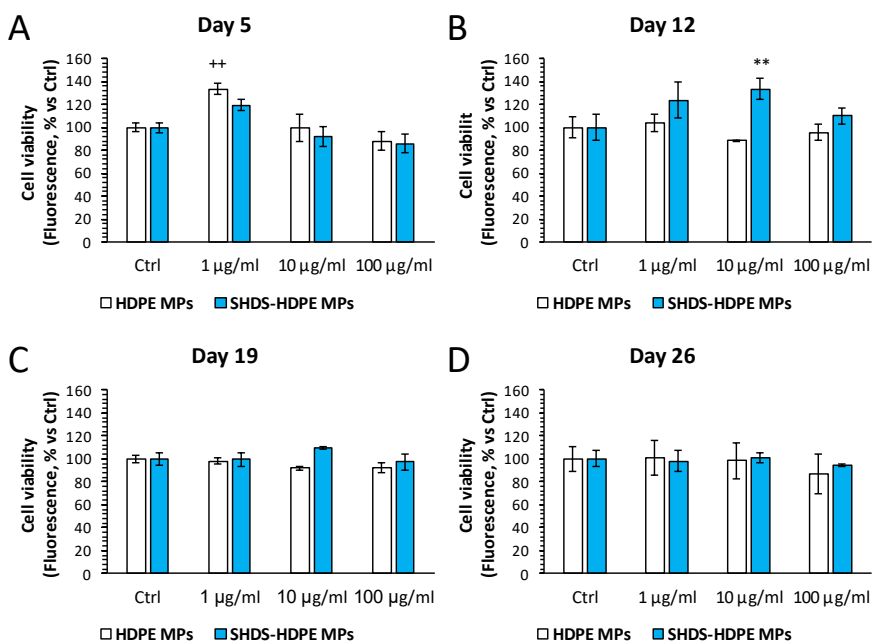 A
Day 5
Cell viability
(Fluorescence, % vs Ctrl)
160
140
120
100
80
60
40
20
0
++
Ctrl 1 µg/ml 10 µg/ml 100 µg/ml
HDPE MPs SHDS-HDPE MPs
B
Day 12
Cell viabilit
(Fluorescence, % vs Ctrl)
160
140
120
100
80
60
40
20
0
**
Ctrl 1 µg/ml 10 µg/ml 100 µg/ml
HDPE MPs SHDS-HDPE MPs
C
Day 19
Cell viability
(Fluorescence, % vs Ctrl)
160
140
120
100
80
60
40
20
0
Ctrl 1 µg/ml 10 µg/ml 100 µg/ml
HDPE MPs SHDS-HDPE MPs
D
Day 26
Cell viability
(Fluorescence, % vs Ctrl)
160
140
120
100
80
60
40
20
0
Ctrl 1 µg/ml 10 µg/ml 100 µg/ml
HDPE MPs SHDS-HDPE MPs